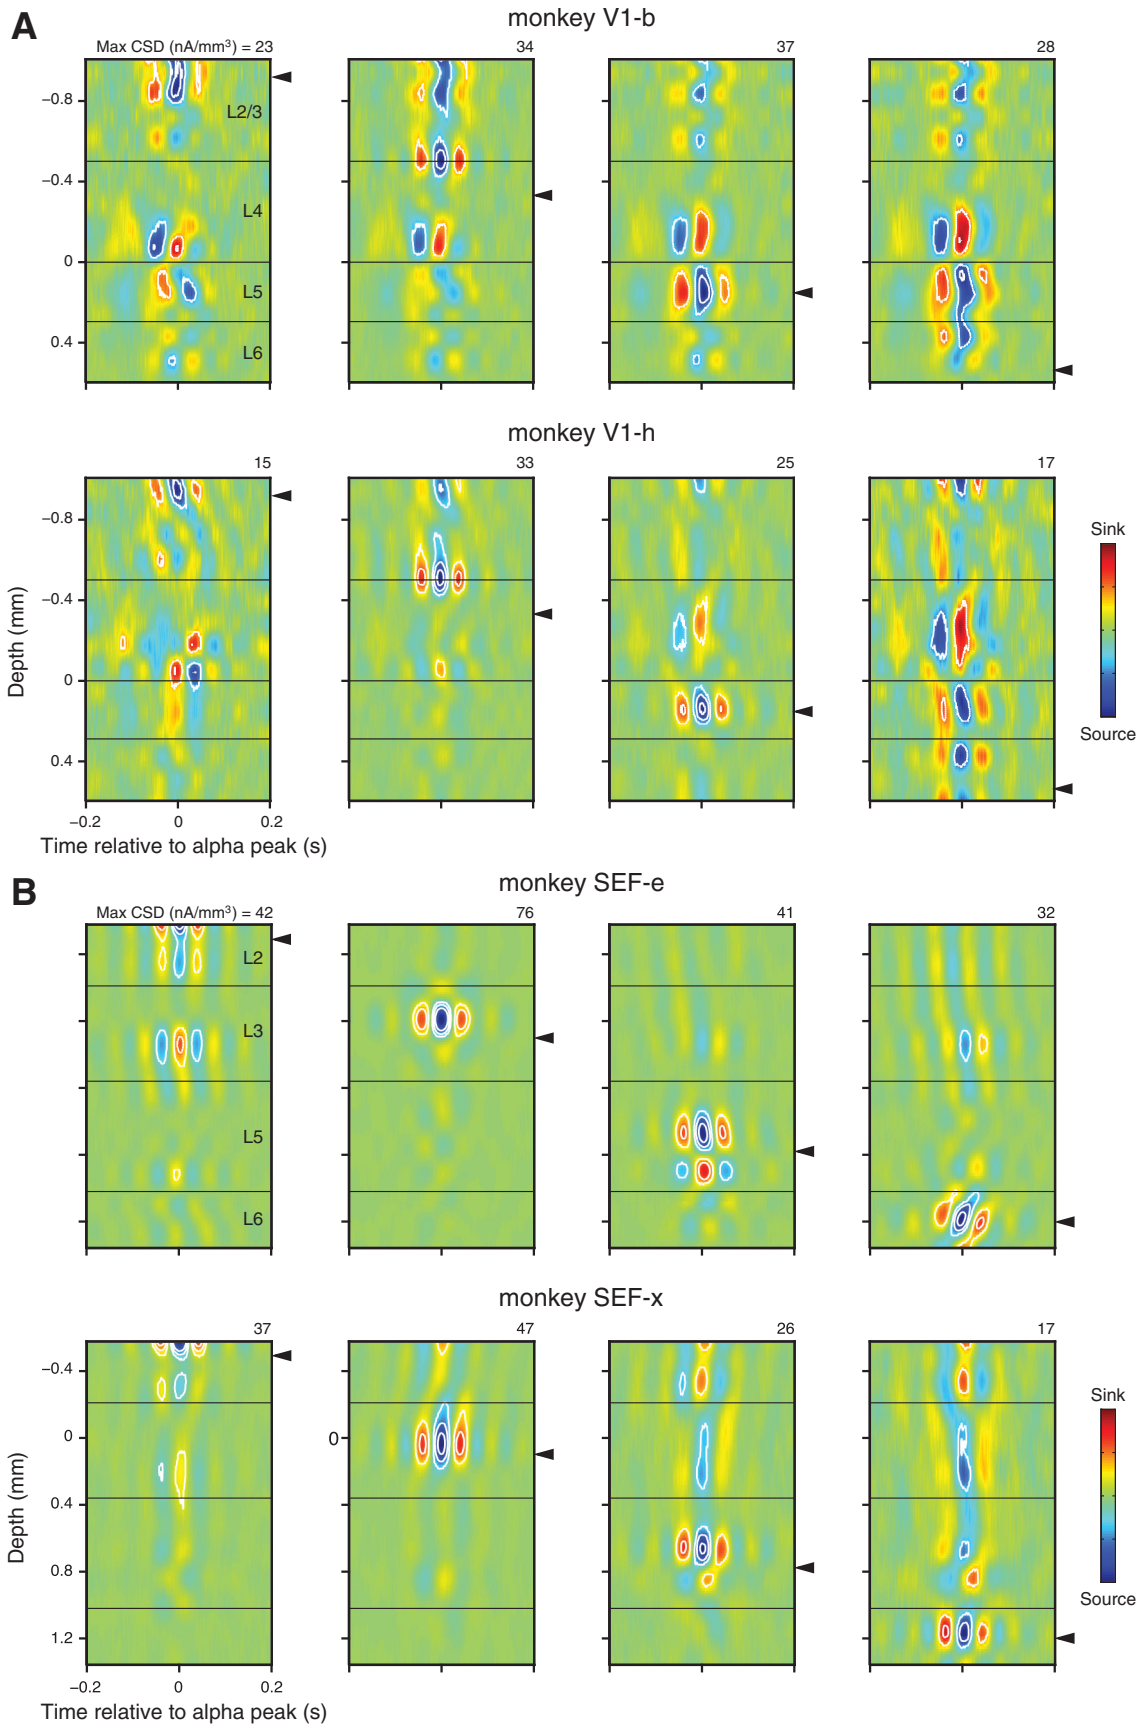 A
monkey V1-b
Max CSD (nA/mm³) = 23
34
37
28
−0.8
L2/3
−0.4
L4
0
L5
0.4
L6
monkey V1-h
15
33
25
17
−0.8
−0.4
0
0.4
Depth (mm)
−0.2
0
0.2
Time relative to alpha peak (s)
Sink
Source
B
monkey SEF-e
Max CSD (nA/mm³) = 42
76
41
32
L2
L3
L5
L6
monkey SEF-x
37
47
26
17
−0.4
0
0.4
0.8
1.2
0
Depth (mm)
−0.2
0
0.2
Time relative to alpha peak (s)
Sink
Source